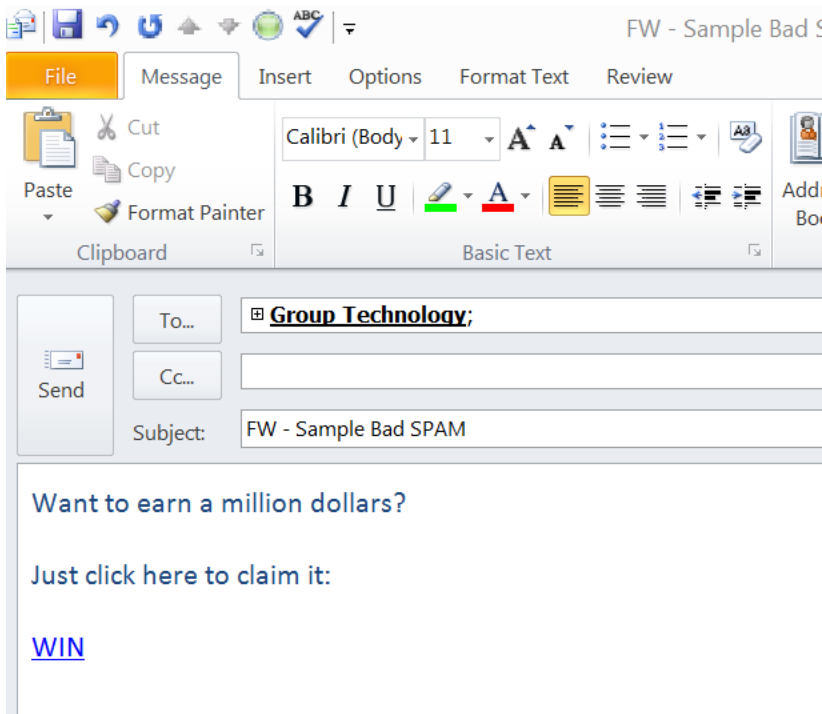 ABC
FW - Sample Bad S
File Message Insert Options Format Text Review
Cut
Calibri (Body 11 A A Aa
Copy
Paste
Format Painter
B I U A
Addr
Boo
Clipboard
Basic Text
To...
Group Technology;
Cc...
Send
Subject:
FW - Sample Bad SPAM
Want to earn a million dollars?
Just click here to claim it:
WIN